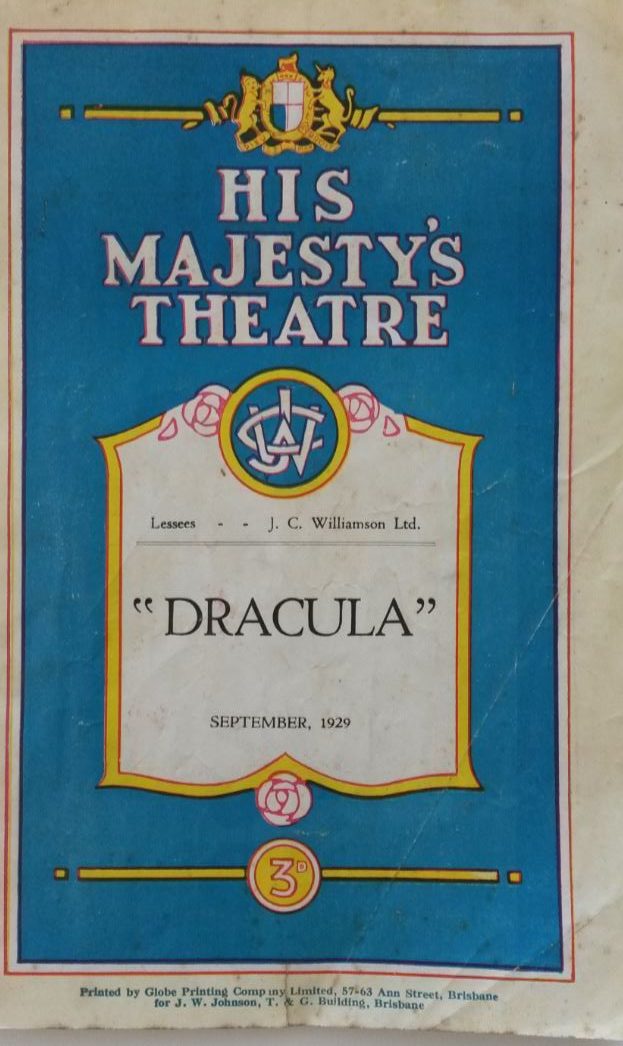 HIS
MAJESTY'S
THEATRE
JCW
Lessees - - J. C. Williamson Ltd.
"DRACULA"
SEPTEMBER, 1929
3D
Printed by Globe Printing Company Limited, 57-63 Ann Street, Brisbane
for J. W. Johnson, T. & G. Building, Brisbane